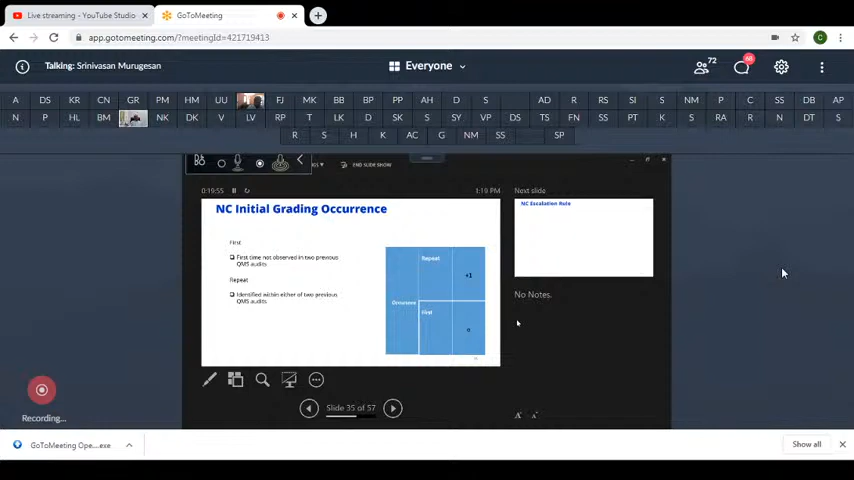 Live streaming - YouTube Studio
GoToMeeting
app.gotomeeting.com/?meetingId=421719413
C
Talking: Srinivasan Murugesan
Everyone
72
68
A DS KR CN GR PM HM UU FJ MK BB BP PP AH D S AD R RS SI S NM P C SS DB AP
N P HL BM NK DK V LV RP T LK D SK S SY VP DS TS FN SS PT K S RA R N DT S
R S H K AC G NM SS SP
END SLIDE SHOW
0:19:55
1:19 PM
Next slide
NC Initial Grading Occurrence
First
First time not observed in two previous
QMS audits
Repeat
Identified within either of two previous
QMS audits
Repeat
+1
Occurrence
First
0
NC Escalation Rule
No Notes.
Slide 35 of 57
A A
Recording...
GoToMeeting Ope....exe
Show all